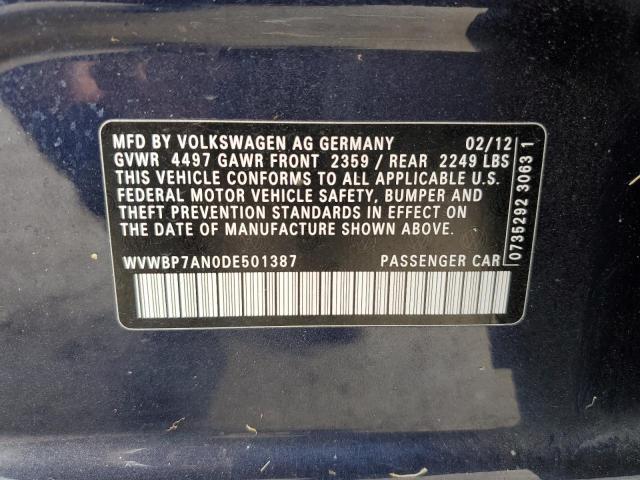 MFD BY VOLKSWAGEN AG GERMANY 02/12
GVWR 4497 GAWR FRONT 2359 / REAR 2249 LBS
THIS VEHICLE CONFORMS TO ALL APPLICABLE U.S.
FEDERAL MOTOR VEHICLE SAFETY, BUMPER AND
THEFT PREVENTION STANDARDS IN EFFECT ON
THE DATE OF MANUFACTURE SHOWN ABOVE.
WVWBP7AN0DE501387 PASSENGER CAR
0735292 3063 1